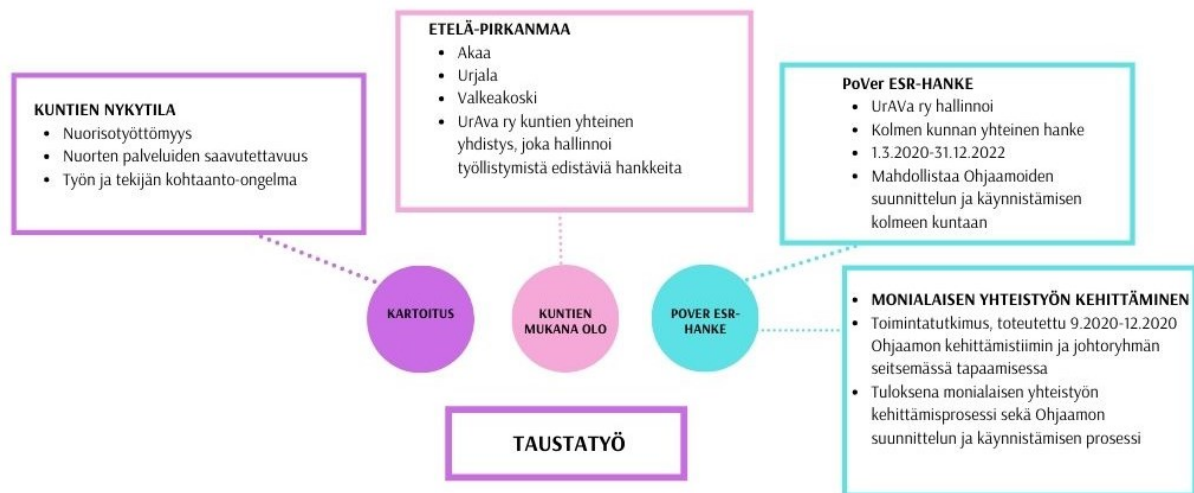 KUNTIEN NYKYTILA
• Nuorisotyöttömyys
• Nuorten palveluiden saavutettavuus
• Työn ja tekijän kohtaanto-ongelma
ETELÄ-PIRKANMAA
• Akaa
• Urjala
• Valkeakoski
• UrAva ry kuntien yhteinen
yhdistys, joka hallinnoi
työllistymistä edistäviä hankkeita
PoVer ESR-HANKE
• UrAVa ry hallinnoi
• Kolmen kunnan yhteinen hanke
• 1.3.2020-31.12.2022
• Mahdollistaa Ohjaamoiden
suunnittelun ja käynnistämisen
kolmeen kuntaan
KARTOITUS
KUNTIEN
MUKANA OLO
POVER ESR-
HANKE
• MONIALAISEN YHTEISTYÖN KEHITTÄMINEN
• Toimintatutkimus, toteutettu 9.2020-12.2020
Ohjaamon kehittämistiimin ja johtoryhmän
seitsemässä tapaamisessa
• Tuloksena monialaisen yhteistyön
kehittämisprosessi sekä Ohjaamon
suunnittelun ja käynnistämisen prosessi
TAUSTATYÖ